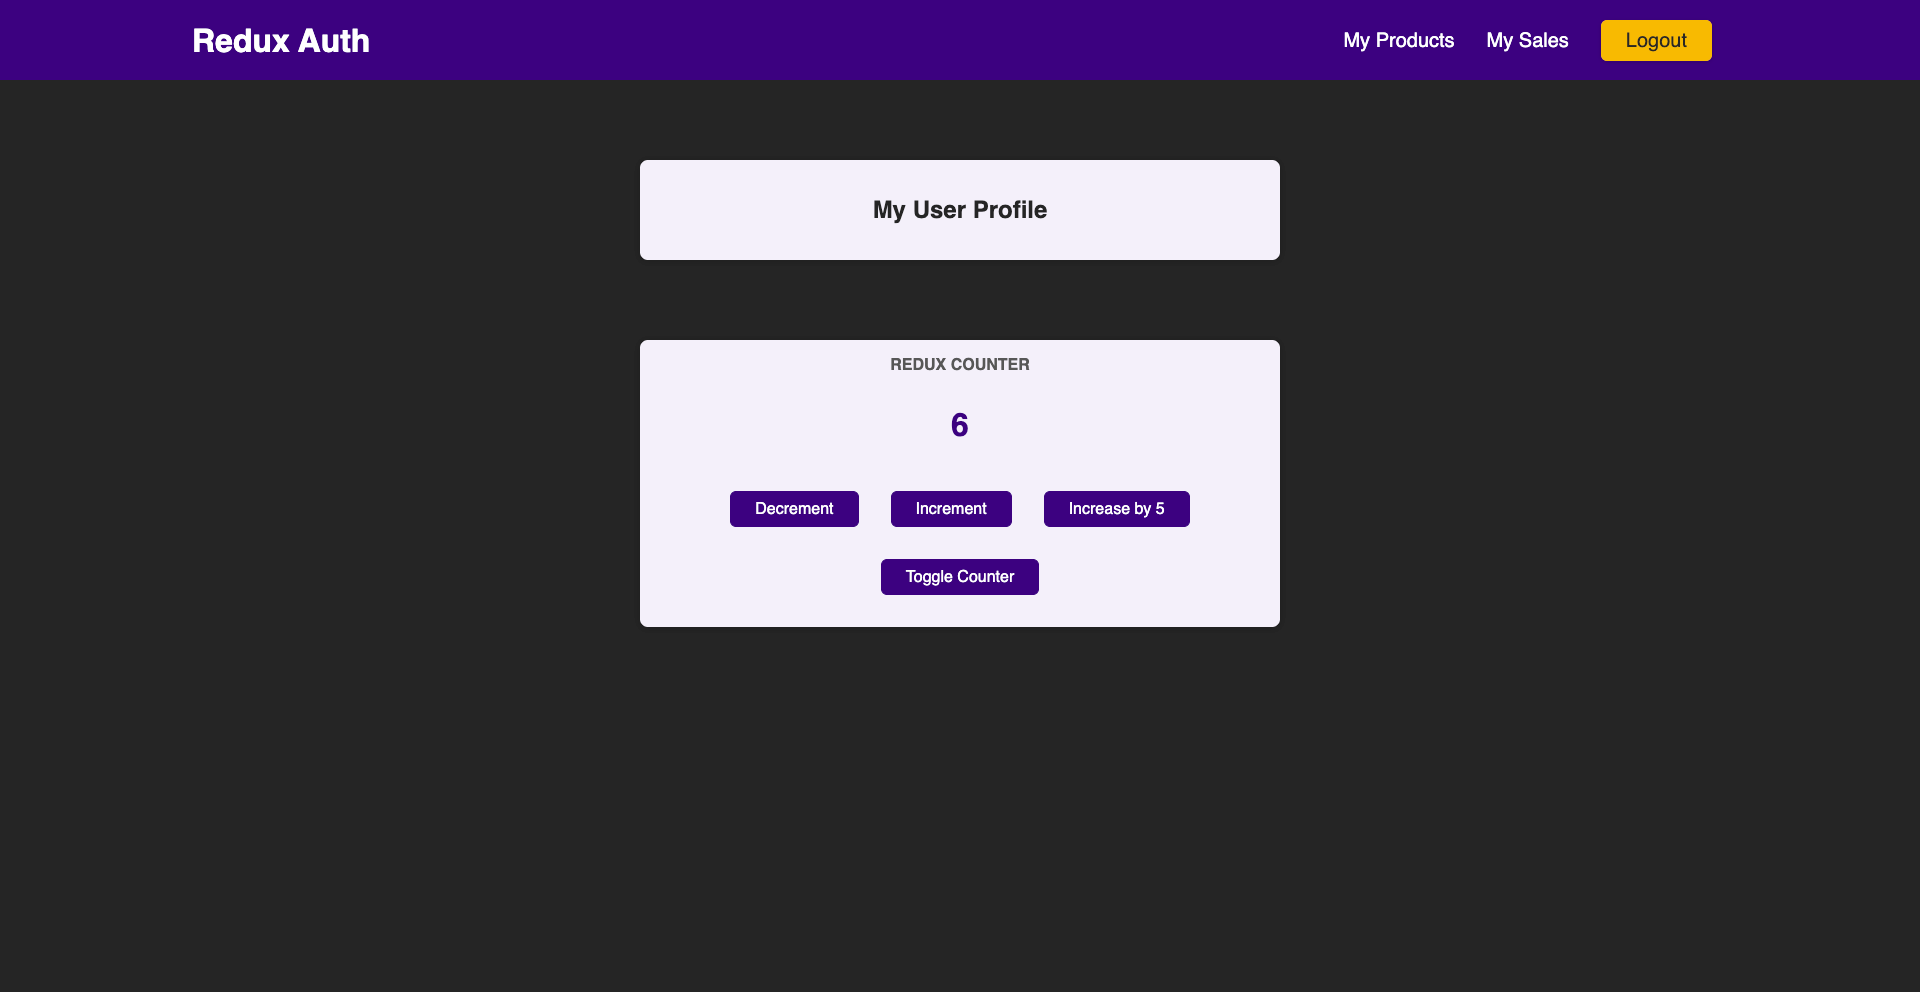 Redux Auth
My Products
My Sales
Logout
My User Profile
REDUX COUNTER
6
Decrement
Increment
Increase by 5
Toggle Counter